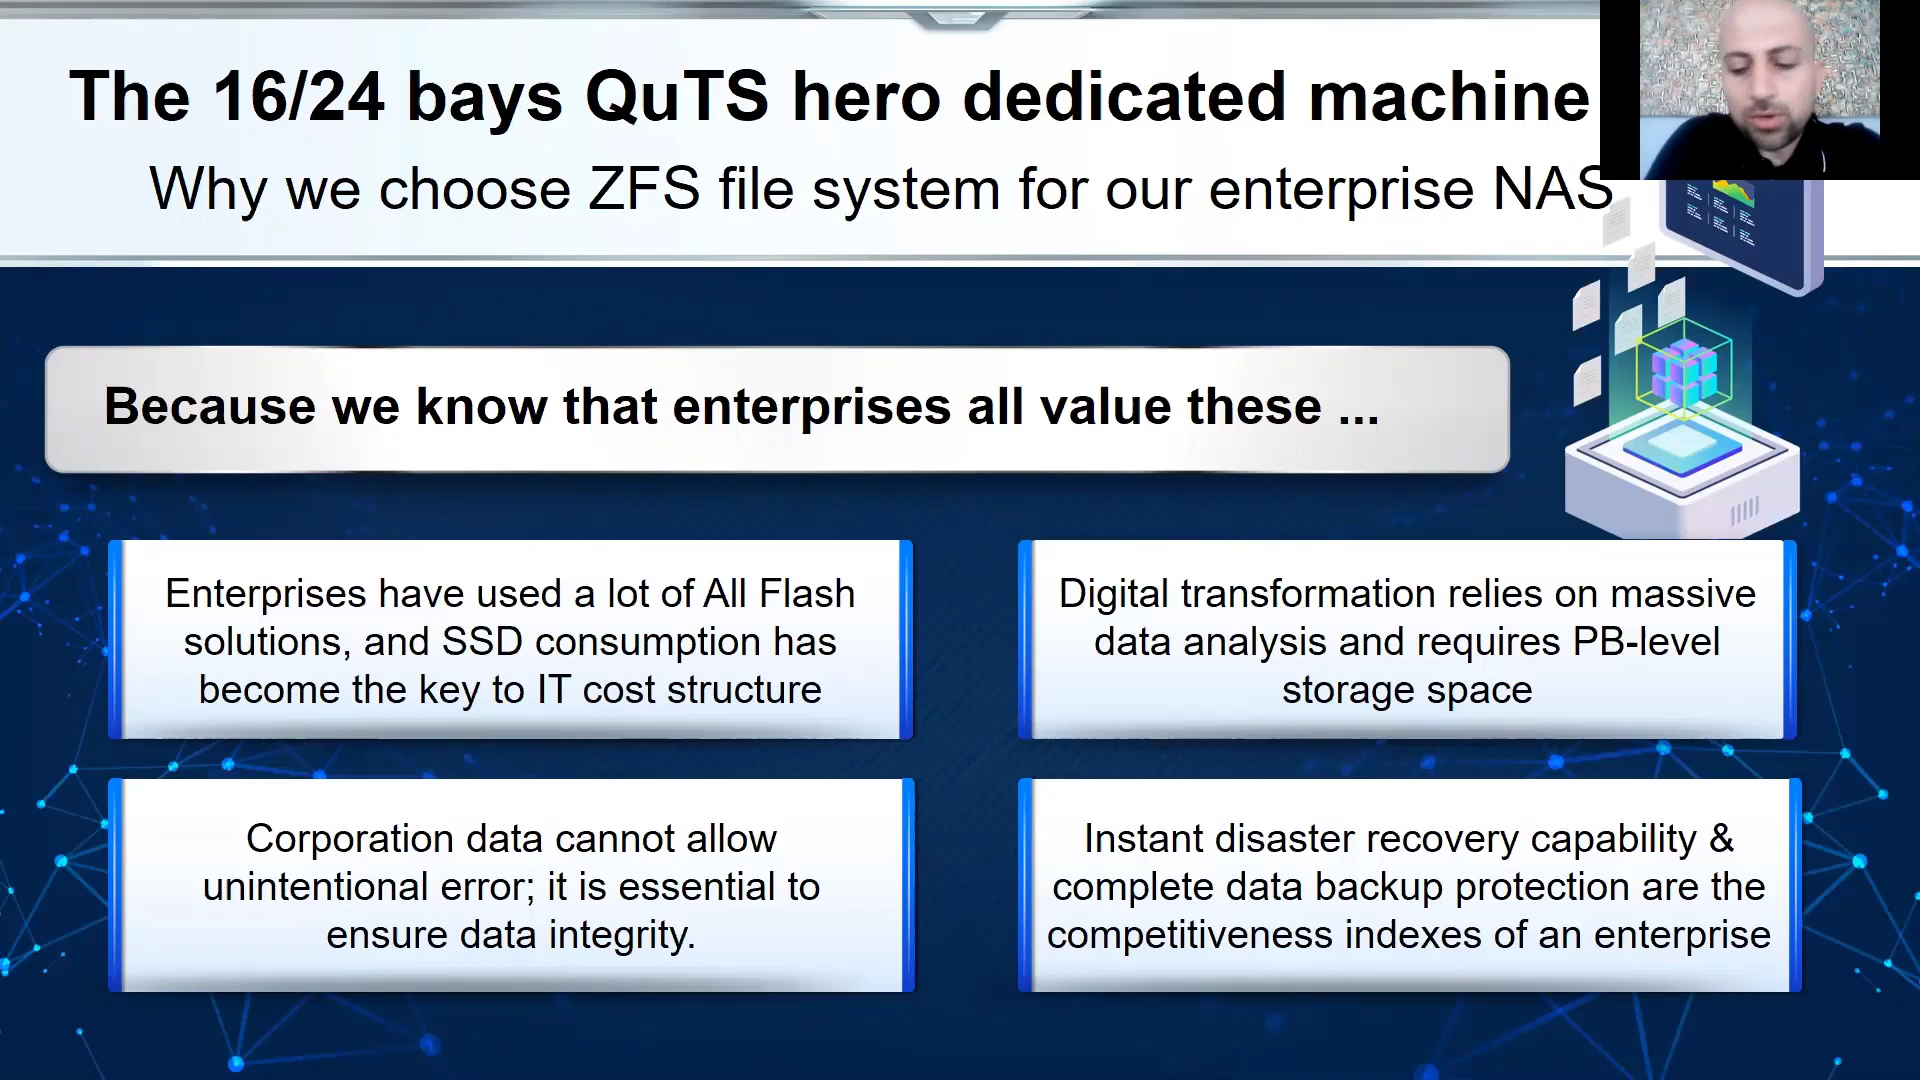 The 16/24 bays QuTS hero dedicated machine
Why we choose ZFS file system for our enterprise NAS
Because we know that enterprises all value these ...
Enterprises have used a lot of All Flash
solutions, and SSD consumption has
become the key to IT cost structure
Digital transformation relies on massive
data analysis and requires PB-level
storage space
Corporation data cannot allow
unintentional error; it is essential to
ensure data integrity.
Instant disaster recovery capability &
complete data backup protection are the
competitiveness indexes of an enterprise